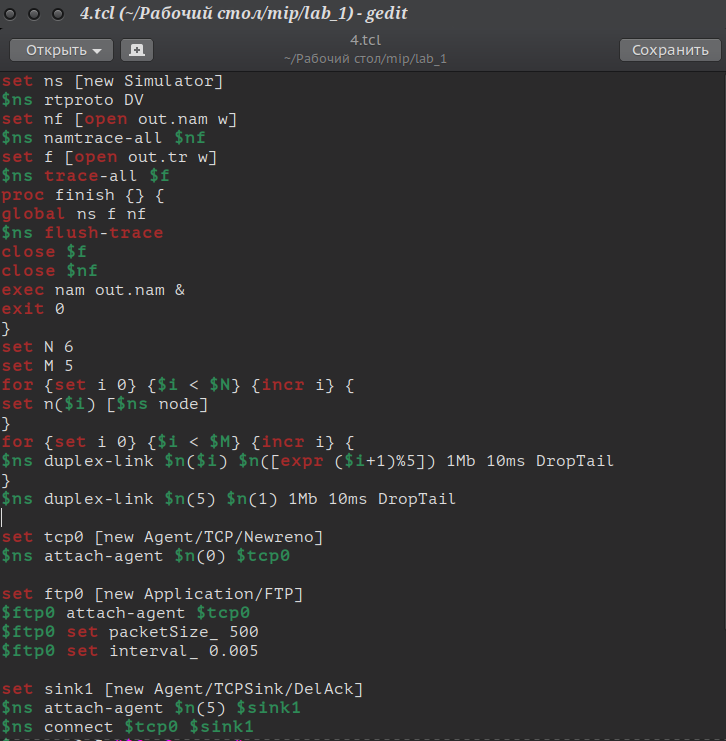 4.tcl (~/Рабочий стол/mip/lab_1) - gedit
Открыть
4.tcl
~/Рабочий стол/mip/lab_1
Сохранить
set ns [new Simulator]
$ns rtproto DV
set nf [open out.nam w]
$ns namtrace-all $nf
set f [open out.tr w]
$ns trace-all $f
proc finish {} {
global ns f nf
$ns flush-trace
close $f
close $nf
exec nam out.nam &
exit 0
}
set N 6
set M 5
for {set i 0} {$i < $N} {incr i} {
set n($i) [$ns node]
}
for {set i 0} {$i < $M} {incr i} {
$ns duplex-link $n($i) $n([expr ($i+1)%5]) 1Mb 10ms DropTail
}
$ns duplex-link $n(5) $n(1) 1Mb 10ms DropTail
set tcp0 [new Agent/TCP/Newreno]
$ns attach-agent $n(0) $tcp0
set ftp0 [new Application/FTP]
$ftp0 attach-agent $tcp0
$ftp0 set packetSize_ 500
$ftp0 set interval_ 0.005
set sink1 [new Agent/TCPSink/DelAck]
$ns attach-agent $n(5) $sink1
$ns connect $tcp0 $sink1